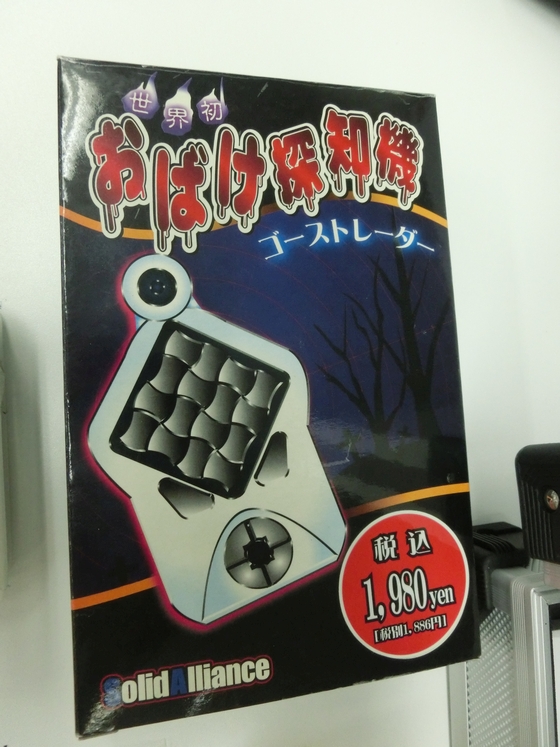 世界初
おばけ探知機
ゴーストレーダー
税込
1,980yen
[税別1,886円]
SolidAlliance